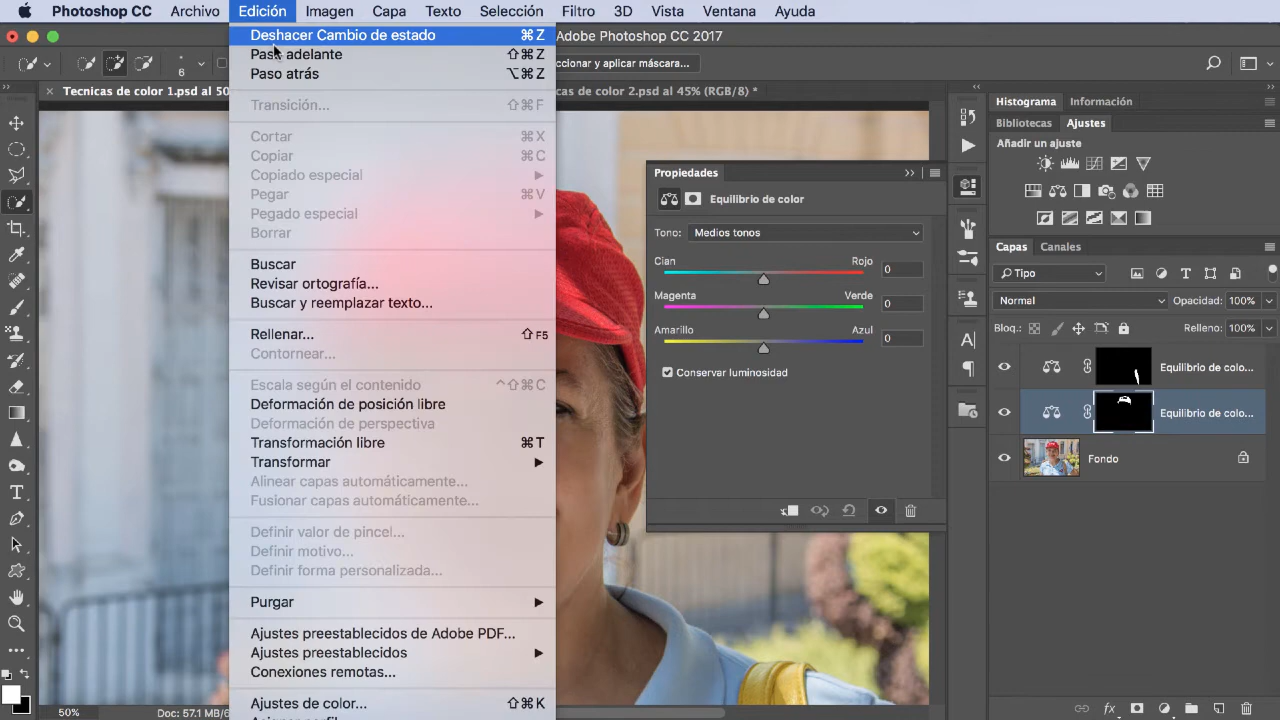 Photoshop CC Archivo Edición Imagen Capa Texto Selección Filtro 3D Vista Ventana Ayuda
Adobe Photoshop CC 2017
6
ccionar y aplicar máscara...
Tecnicas de color 1.psd al 50
cas de color 2.psd al 45% (RGB/8) *
Deshacer Cambio de estado ⌘Z
Paso adelante ⇧⌘Z
Paso atrás ⌥⌘Z
Transición... ⇧⌘F
Cortar ⌘X
Copiar ⌘C
Copiado especial
Pegar ⌘V
Pegado especial
Borrar
Buscar
Revisar ortografía...
Buscar y reemplazar texto...
Rellenar... ⇧F5
Contornear...
Escala según el contenido ^⇧⌘C
Deformación de posición libre
Deformación de perspectiva
Transformación libre ⌘T
Transformar
Alinear capas automáticamente...
Fusionar capas automáticamente...
Definir valor de pincel...
Definir motivo...
Definir forma personalizada...
Purgar
Ajustes preestablecidos de Adobe PDF...
Ajustes preestablecidos
Conexiones remotas...
Ajustes de color... ⇧⌘K
Propiedades
Equilibrio de color
Tono: Medios tonos
Cian Rojo 0
Magenta Verde 0
Amarillo Azul 0
Conservar luminosidad
Histograma Información
Bibliotecas Ajustes
Añadir un ajuste
Capas Canales
Tipo
Normal Opacidad: 100%
Bloq.: Relleno: 100%
Equilibrio de colo...
Equilibrio de colo...
Fondo
50% Doc: 57.1 MB/6